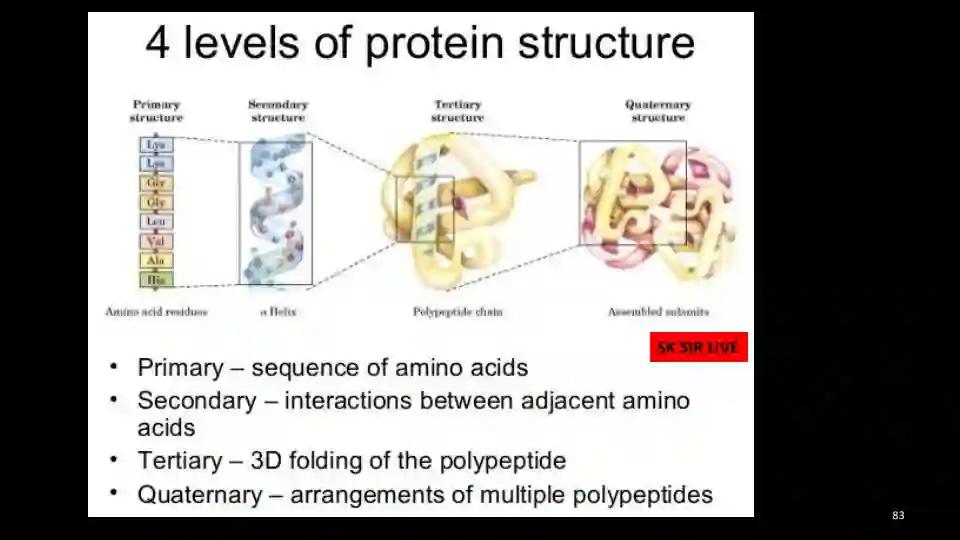 4 levels of protein structure
Primary structure
Secondary structure
Tertiary structure
Quaternary structure
Lys
Lys
Gly
Gly
Leu
Val
Ala
His
Amino acid residues
α Helix
Polypeptide chain
Assembled subunits
SK SIR LIVE
• Primary – sequence of amino acids
• Secondary – interactions between adjacent amino
acids
• Tertiary – 3D folding of the polypeptide
• Quaternary – arrangements of multiple polypeptides
83